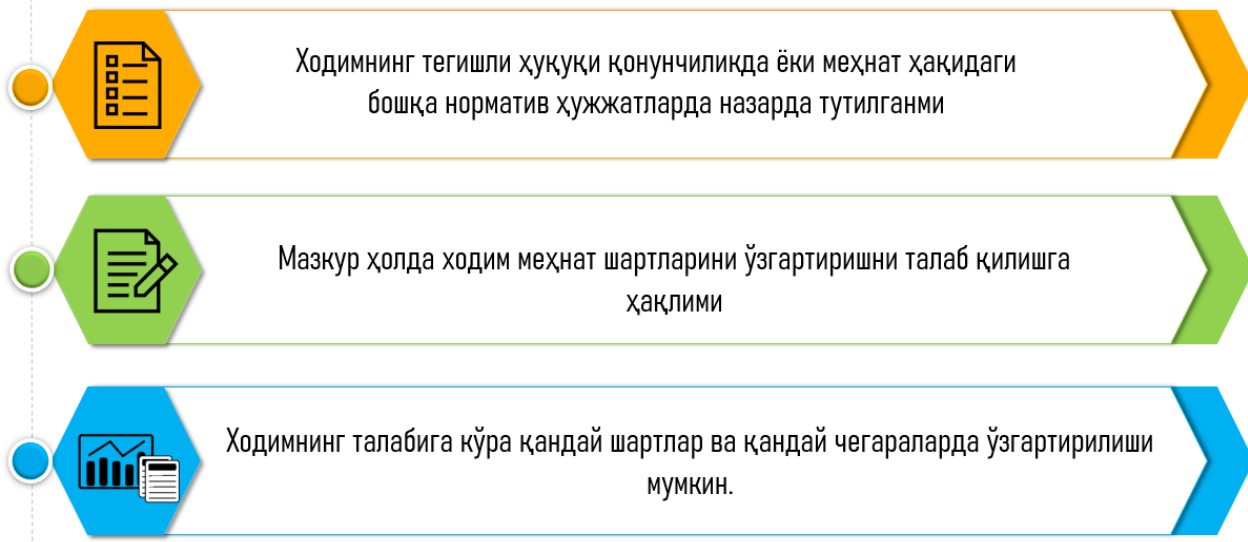 Ходимнинг тегишли ҳуқуқи қонунчиликда ёки меҳнат ҳақидаги
бошқа норматив ҳужжатларда назарда тутилганми
Мазкур ҳолда ходим меҳнат шартларини ўзгартиришни талаб қилишга
ҳақлими
Ходимнинг талабига кўра қандай шартлар ва қандай чегараларда ўзгартирилиши
мумкин.